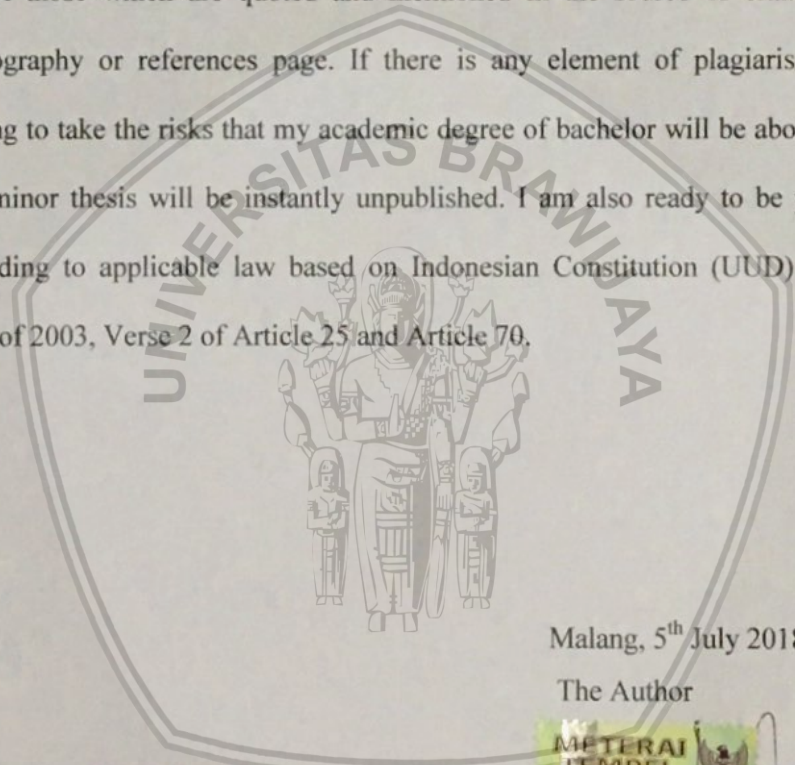 ography or references page. If there is any element of plagiaris
g to take the risks that my academic degree of bachelor will be abo
minor thesis will be instantly unpublished. I am also ready to be
ding to applicable law based on Indonesian Constitution (UUD)
of 2003, Verse 2 of Article 25 and Article 70.
UNIVERSITAS BRAWIJAYA
Malang, 5th July 2018
The Author
METERAI
TEMPEL